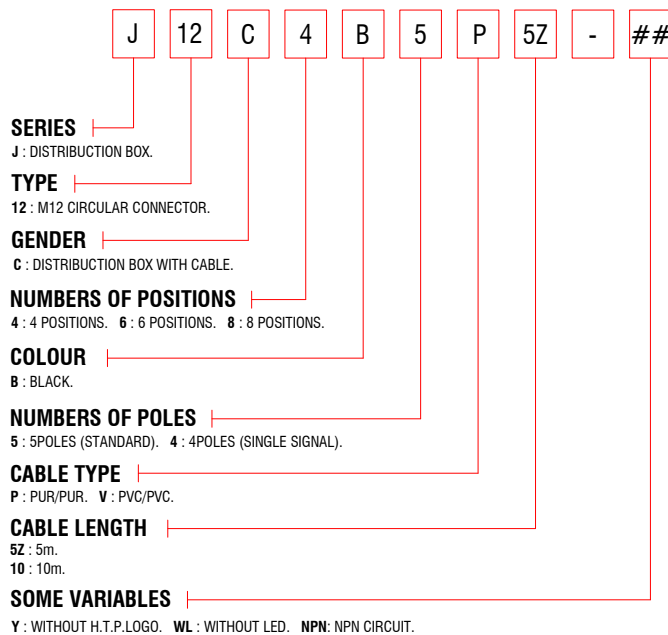 J 12 C 4 B 5 P 5Z - ##
SERIES
J : DISTRIBUCTION BOX.
TYPE
12 : M12 CIRCULAR CONNECTOR.
GENDER
C : DISTRIBUCTION BOX WITH CABLE.
NUMBERS OF POSITIONS
4 : 4 POSITIONS. 6 : 6 POSITIONS. 8 : 8 POSITIONS.
COLOUR
B : BLACK.
NUMBERS OF POLES
5 : 5POLES (STANDARD). 4 : 4POLES (SINGLE SIGNAL).
CABLE TYPE
P : PUR/PUR. V : PVC/PVC.
CABLE LENGTH
5Z : 5m.
10 : 10m.
SOME VARIABLES
Y : WITHOUT H.T.P.LOGO. WL : WITHOUT LED. NPN: NPN CIRCUIT.